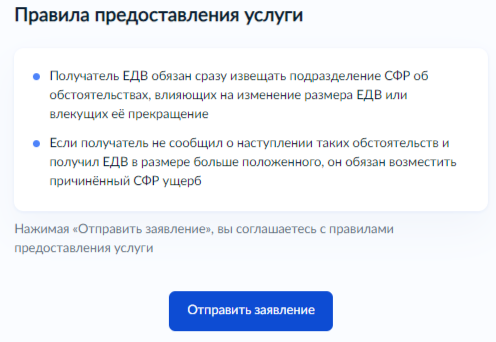 Правила предоставления услуги
Получатель ЕДВ обязан сразу извещать подразделение СФР об
обстоятельствах, влияющих на изменение размера ЕДВ или
влекущих её прекращение
Если получатель не сообщил о наступлении таких обстоятельств и
получил ЕДВ в размере больше положенного, он обязан возместить
причинённый СФР ущерб
Нажимая «Отправить заявление», вы соглашаетесь с правилами
предоставления услуги
Отправить заявление